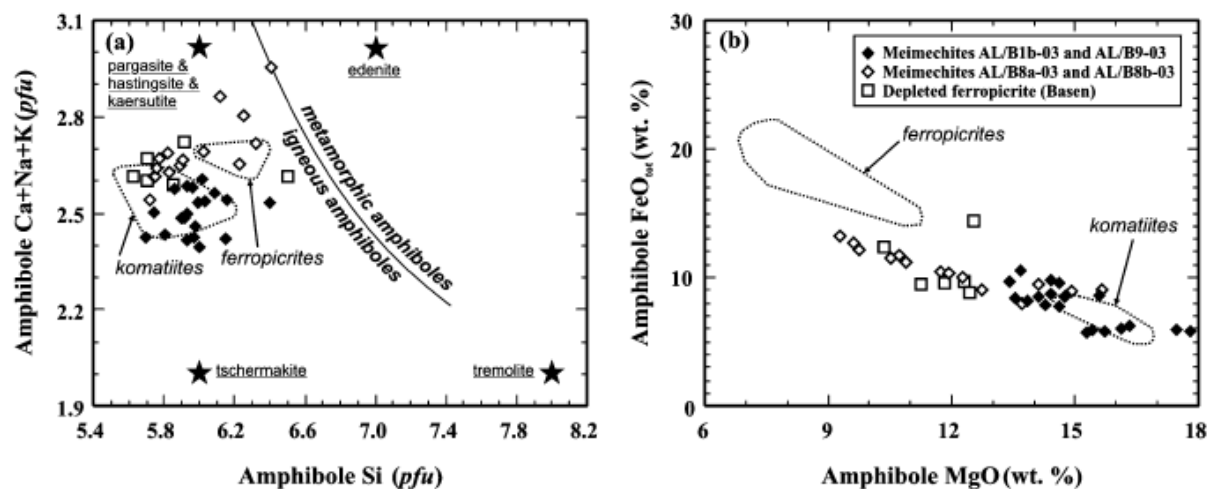 (a)
Amphibole Ca+Na+K (pfu)
3.1
2.8
2.5
2.2
1.9
5.4 5.8 6.2 6.6 7.0 7.4 7.8 8.2
Amphibole Si (pfu)
pargasite &
hastingsite &
kaersutite
edenite
metamorphic amphiboles
igneous amphiboles
komatiites
ferropicrites
tschermakite
tremolite
(b)
Amphibole FeOtot (wt. %)
30
20
10
0
6 9 12 15 18
Amphibole MgO (wt. %)
Meimechites AL/B1b-03 and AL/B9-03
Meimechites AL/B8a-03 and AL/B8b-03
Depleted ferropicrite (Basen)
ferropicrites
komatiites